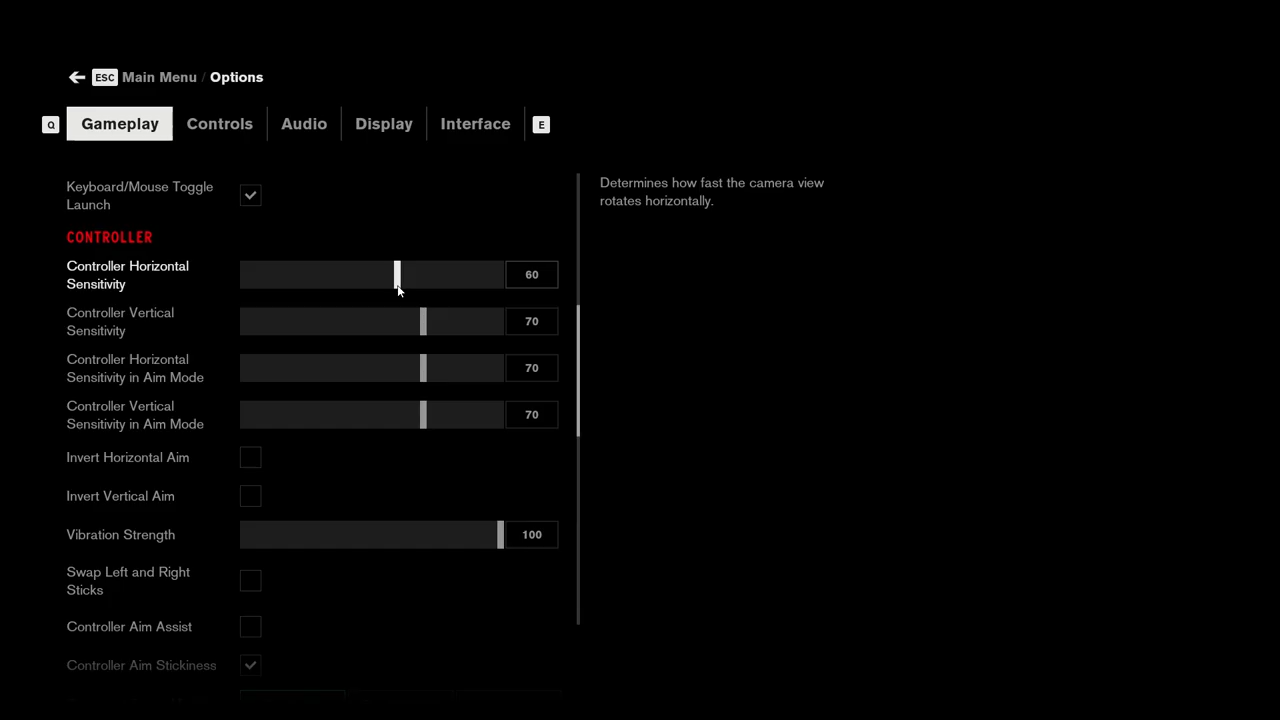 ESC Main Menu / Options
Q Gameplay Controls Audio Display Interface E
Keyboard/Mouse Toggle
Launch
Determines how fast the camera view
rotates horizontally.
CONTROLLER
Controller Horizontal
Sensitivity
60
Controller Vertical
Sensitivity
70
Controller Horizontal
Sensitivity in Aim Mode
70
Controller Vertical
Sensitivity in Aim Mode
70
Invert Horizontal Aim
Invert Vertical Aim
Vibration Strength
100
Swap Left and Right
Sticks
Controller Aim Assist
Controller Aim Stickiness